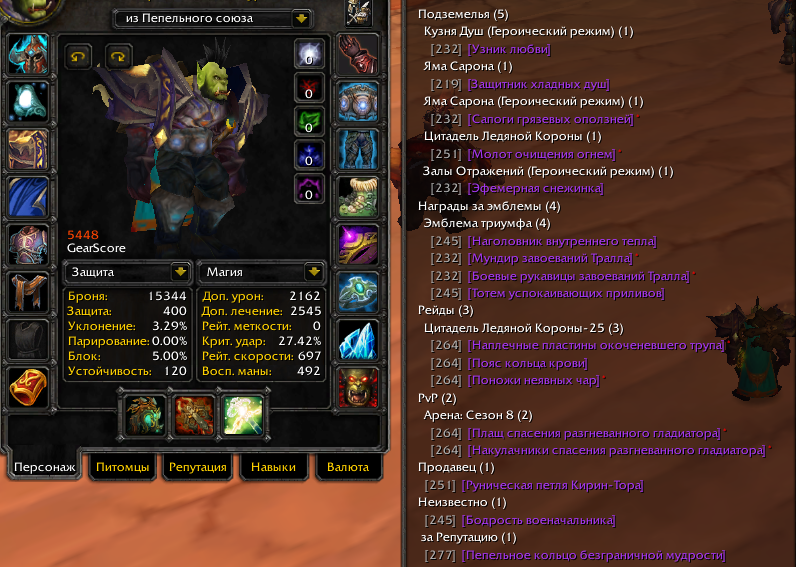 из Пепельного союза
0
0
0
0
0
5448
GearScore
Защита
Магия
Броня: 15344
Защита: 400
Уклонение: 3.29%
Парирование: 0.00%
Блок: 5.00%
Устойчивость: 120
Доп. урон: 2162
Доп. лечение: 2545
Рейт. меткости: 0
Крит. удар: 27.42%
Рейт. скорости: 697
Восп. маны: 492
Персонаж
Питомцы
Репутация
Навыки
Валюта
Подземелья (5)
Кузня Душ (Героический режим) (1)
[232] [Узник любви]
Яма Сарона (1)
[219] [Защитник хладных душ]
Яма Сарона (Героический режим) (1)
[232] [Сапоги грязевых оползней]
Цитадель Ледяной Короны (1)
[251] [Молот очищения огнем]
Залы Отражений (Героический режим) (1)
[232] [Эфемерная снежинка]
Награды за эмблемы (4)
Эмблема триумфа (4)
[245] [Наголовник внутреннего тепла]
[232] [Мундир завоеваний Тралла]
[232] [Боевые рукавицы завоеваний Тралла]
[245] [Тотем успокаивающих приливов]
Рейды (3)
Цитадель Ледяной Короны-25 (3)
[264] [Наплечные пластины окоченевшего трупа]
[264] [Пояс кольца крови]
[264] [Поножи неявных чар]
PvP (2)
Арена: Сезон 8 (2)
[264] [Плащ спасения разгневанного гладиатора]
[264] [Накулачники спасения разгневанного гладиатора]
Продавец (1)
[251] [Руническая петля Кирин-Тора]
Неизвестно (1)
[245] [Бодрость военачальника]
за Репутацию (1)
[277] [Пепельное кольцо безграничной мудрости]